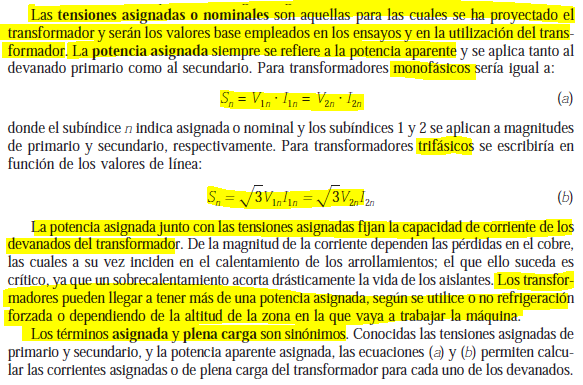 Las tensiones asignadas o nominales son aquellas para las cuales se ha proyectado el
transformador y serán los valores base empleados en los ensayos y en la utilización del trans-
formador. La potencia asignada siempre se refiere a la potencia aparente y se aplica tanto al
devanado primario como al secundario. Para transformadores monofásicos sería igual a:
Sₙ = V₁ₙ · I₁ₙ = V₂ₙ · I₂ₙ (a)
donde el subíndice n indica asignada o nominal y los subíndices 1 y 2 se aplican a magnitudes
de primario y secundario, respectivamente. Para transformadores trifásicos se escribiría en
función de los valores de línea:
Sₙ = √3V₁ₙI₁ₙ = √3V₂ₙI₂ₙ (b)
La potencia asignada junto con las tensiones asignadas fijan la capacidad de corriente de los
devanados del transformador. De la magnitud de la corriente dependen las pérdidas en el cobre,
las cuales a su vez inciden en el calentamiento de los arrollamientos; el que ello suceda es
crítico, ya que un sobrecalentamiento acorta drásticamente la vida de los aislantes. Los transfor-
madores pueden llegar a tener más de una potencia asignada, según se utilice o no refrigeración
forzada o dependiendo de la altitud de la zona en la que vaya a trabajar la máquina.
Los términos asignada y plena carga son sinónimos. Conocidas las tensiones asignadas de
primario y secundario, y la potencia aparente asignada, las ecuaciones (a) y (b) permiten calcu-
lar las corrientes asignadas o de plena carga del transformador para cada uno de los devanados.